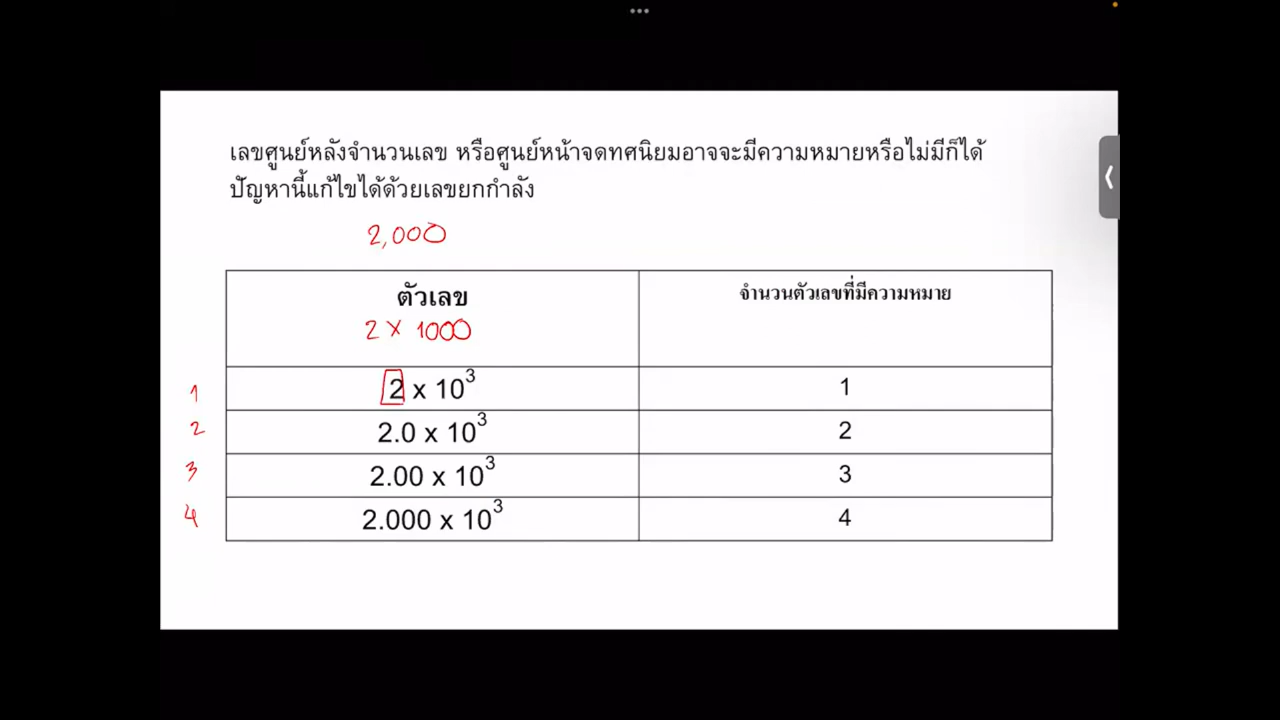 เลขศูนย์หลังจำนวนเลข หรือศูนย์หน้าจดทศนิยมอาจจะมีความหมายหรือไม่มีก็ได้
ปัญหานี้แก้ไขได้ด้วยเลขยกกำลัง
2,000
ตัวเลข จำนวนตัวเลขที่มีความหมาย
2 x 1000
1 2 x 10³ 1
2 2.0 x 10³ 2
3 2.00 x 10³ 3
4 2.000 x 10³ 4